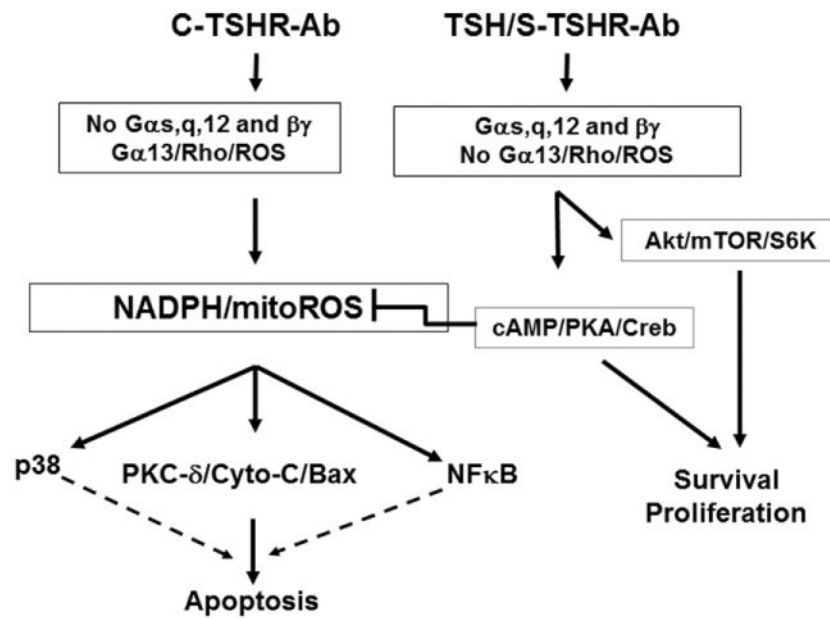 C-TSHR-Ab
TSH/S-TSHR-Ab
No Gαs,q,12 and βγ
Gα13/Rho/ROS
Gαs,q,12 and βγ
No Gα13/Rho/ROS
Akt/mTOR/S6K
NADPH/mitoROS
cAMP/PKA/Creb
p38
PKC-δ/Cyto-C/Bax
NFκB
Survival
Proliferation
Apoptosis